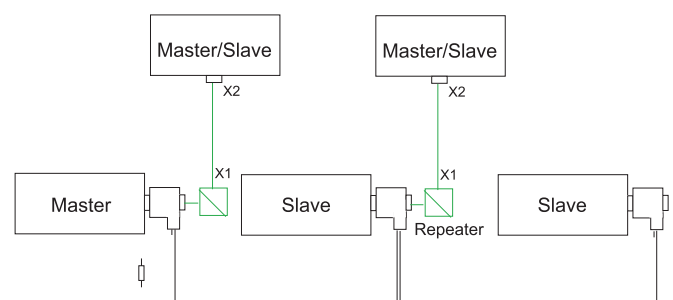 Master/Slave
Master/Slave
X2
X2
X1
X1
Master
Slave
Slave
Repeater